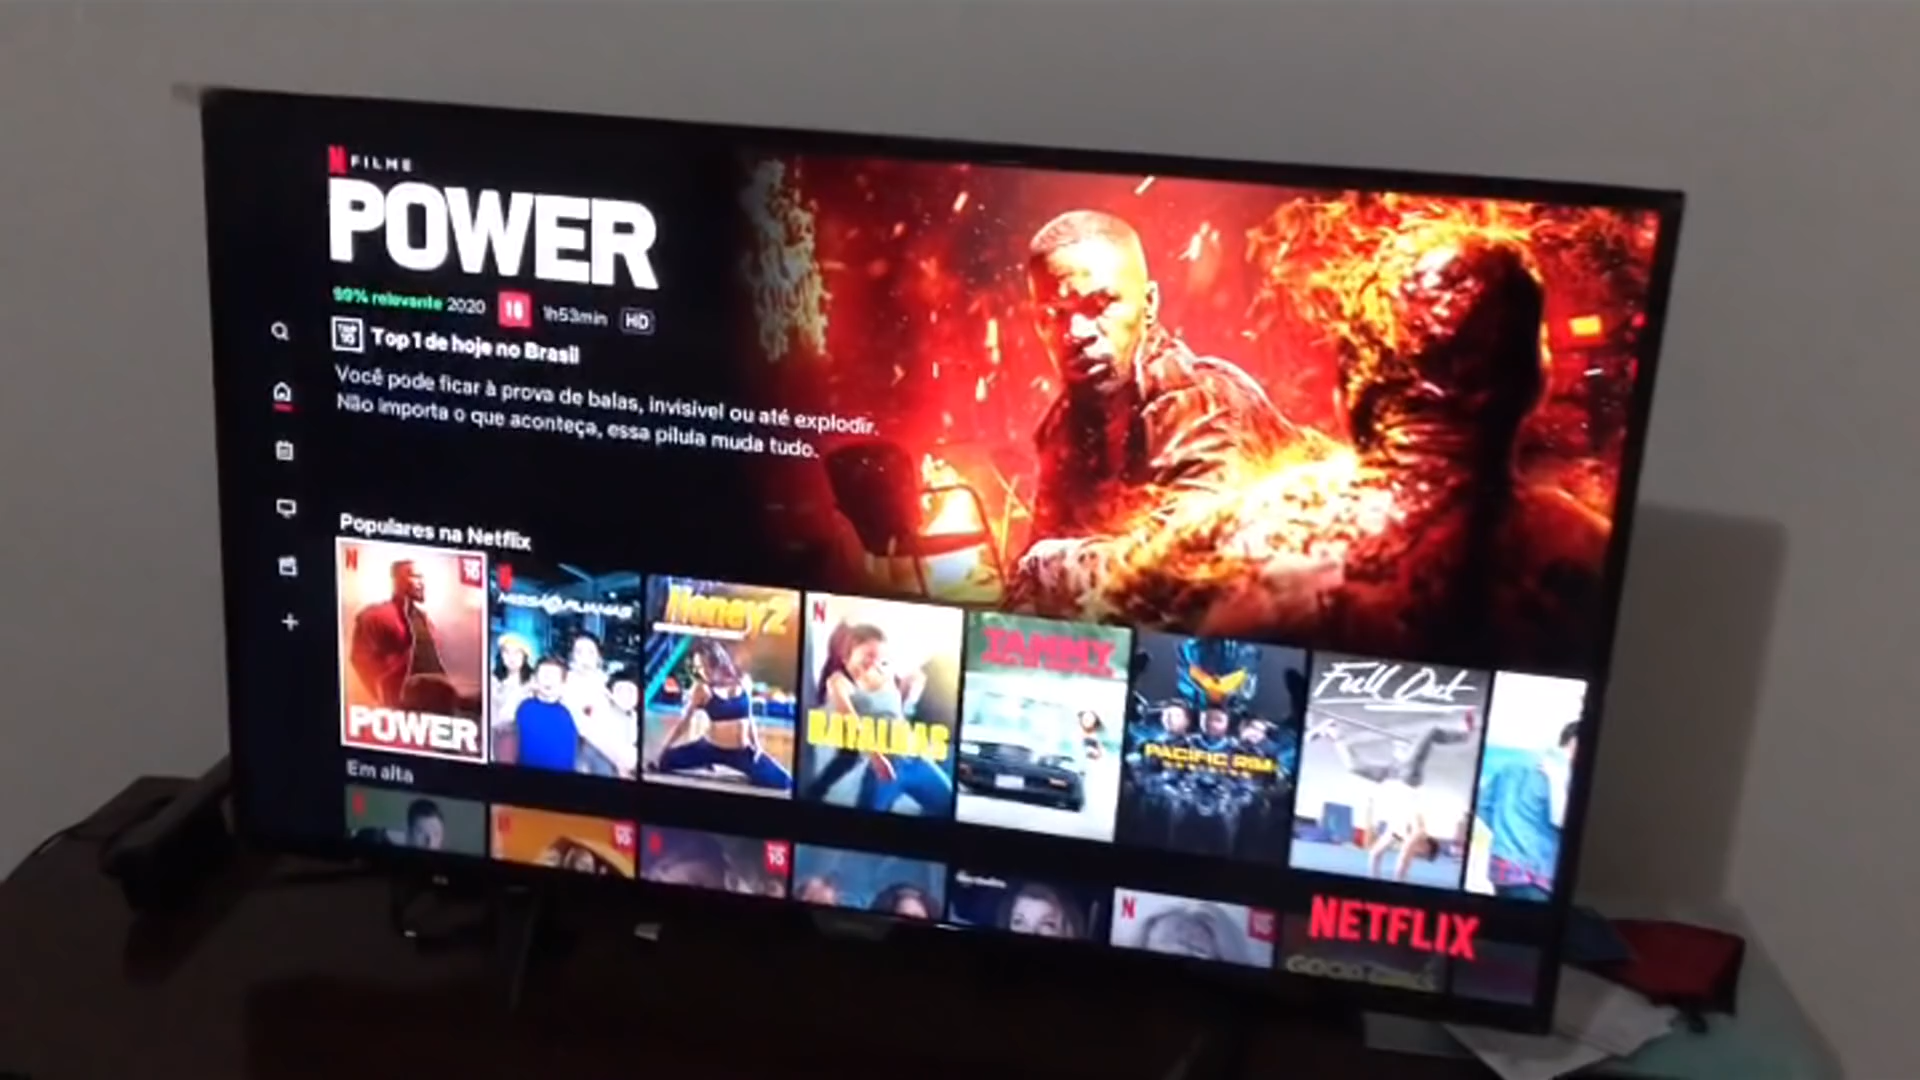 N FILME
POWER
99% relevante 2020 16 1h53min HD
TOP 10 Top 1 de hoje no Brasil
Você pode ficar à prova de balas, invisível ou até explodir.
Não importa o que aconteça, essa pílula muda tudo.
Populares na Netflix
POWER
Honey 2
BATALHAS
TAMMY
PACIFIC RIM
Full Out
Em alta
NETFLIX